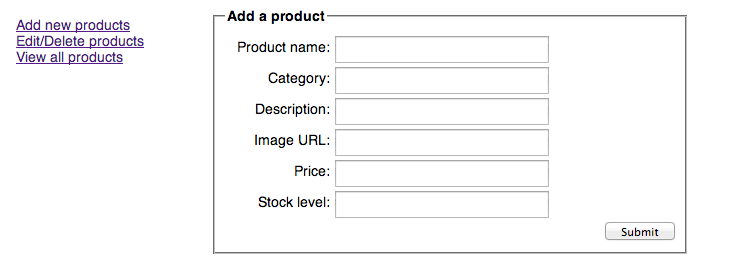 Add new products
Edit/Delete products
View all products
Add a product
Product name:
Category:
Description:
Image URL:
Price:
Stock level:
Submit